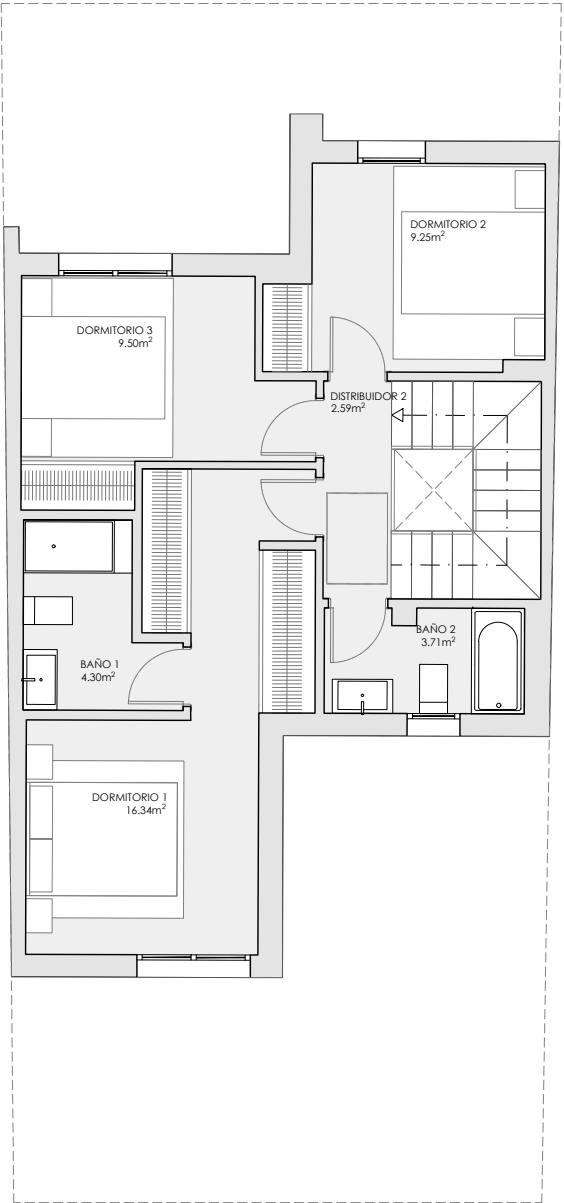 DORMITORIO 2
9.25m²
DORMITORIO 3
9.50m²
DISTRIBUIDOR 2
2.59m²
BAÑO 2
3.71m²
BAÑO 1
4.30m²
DORMITORIO 1
16.34m²